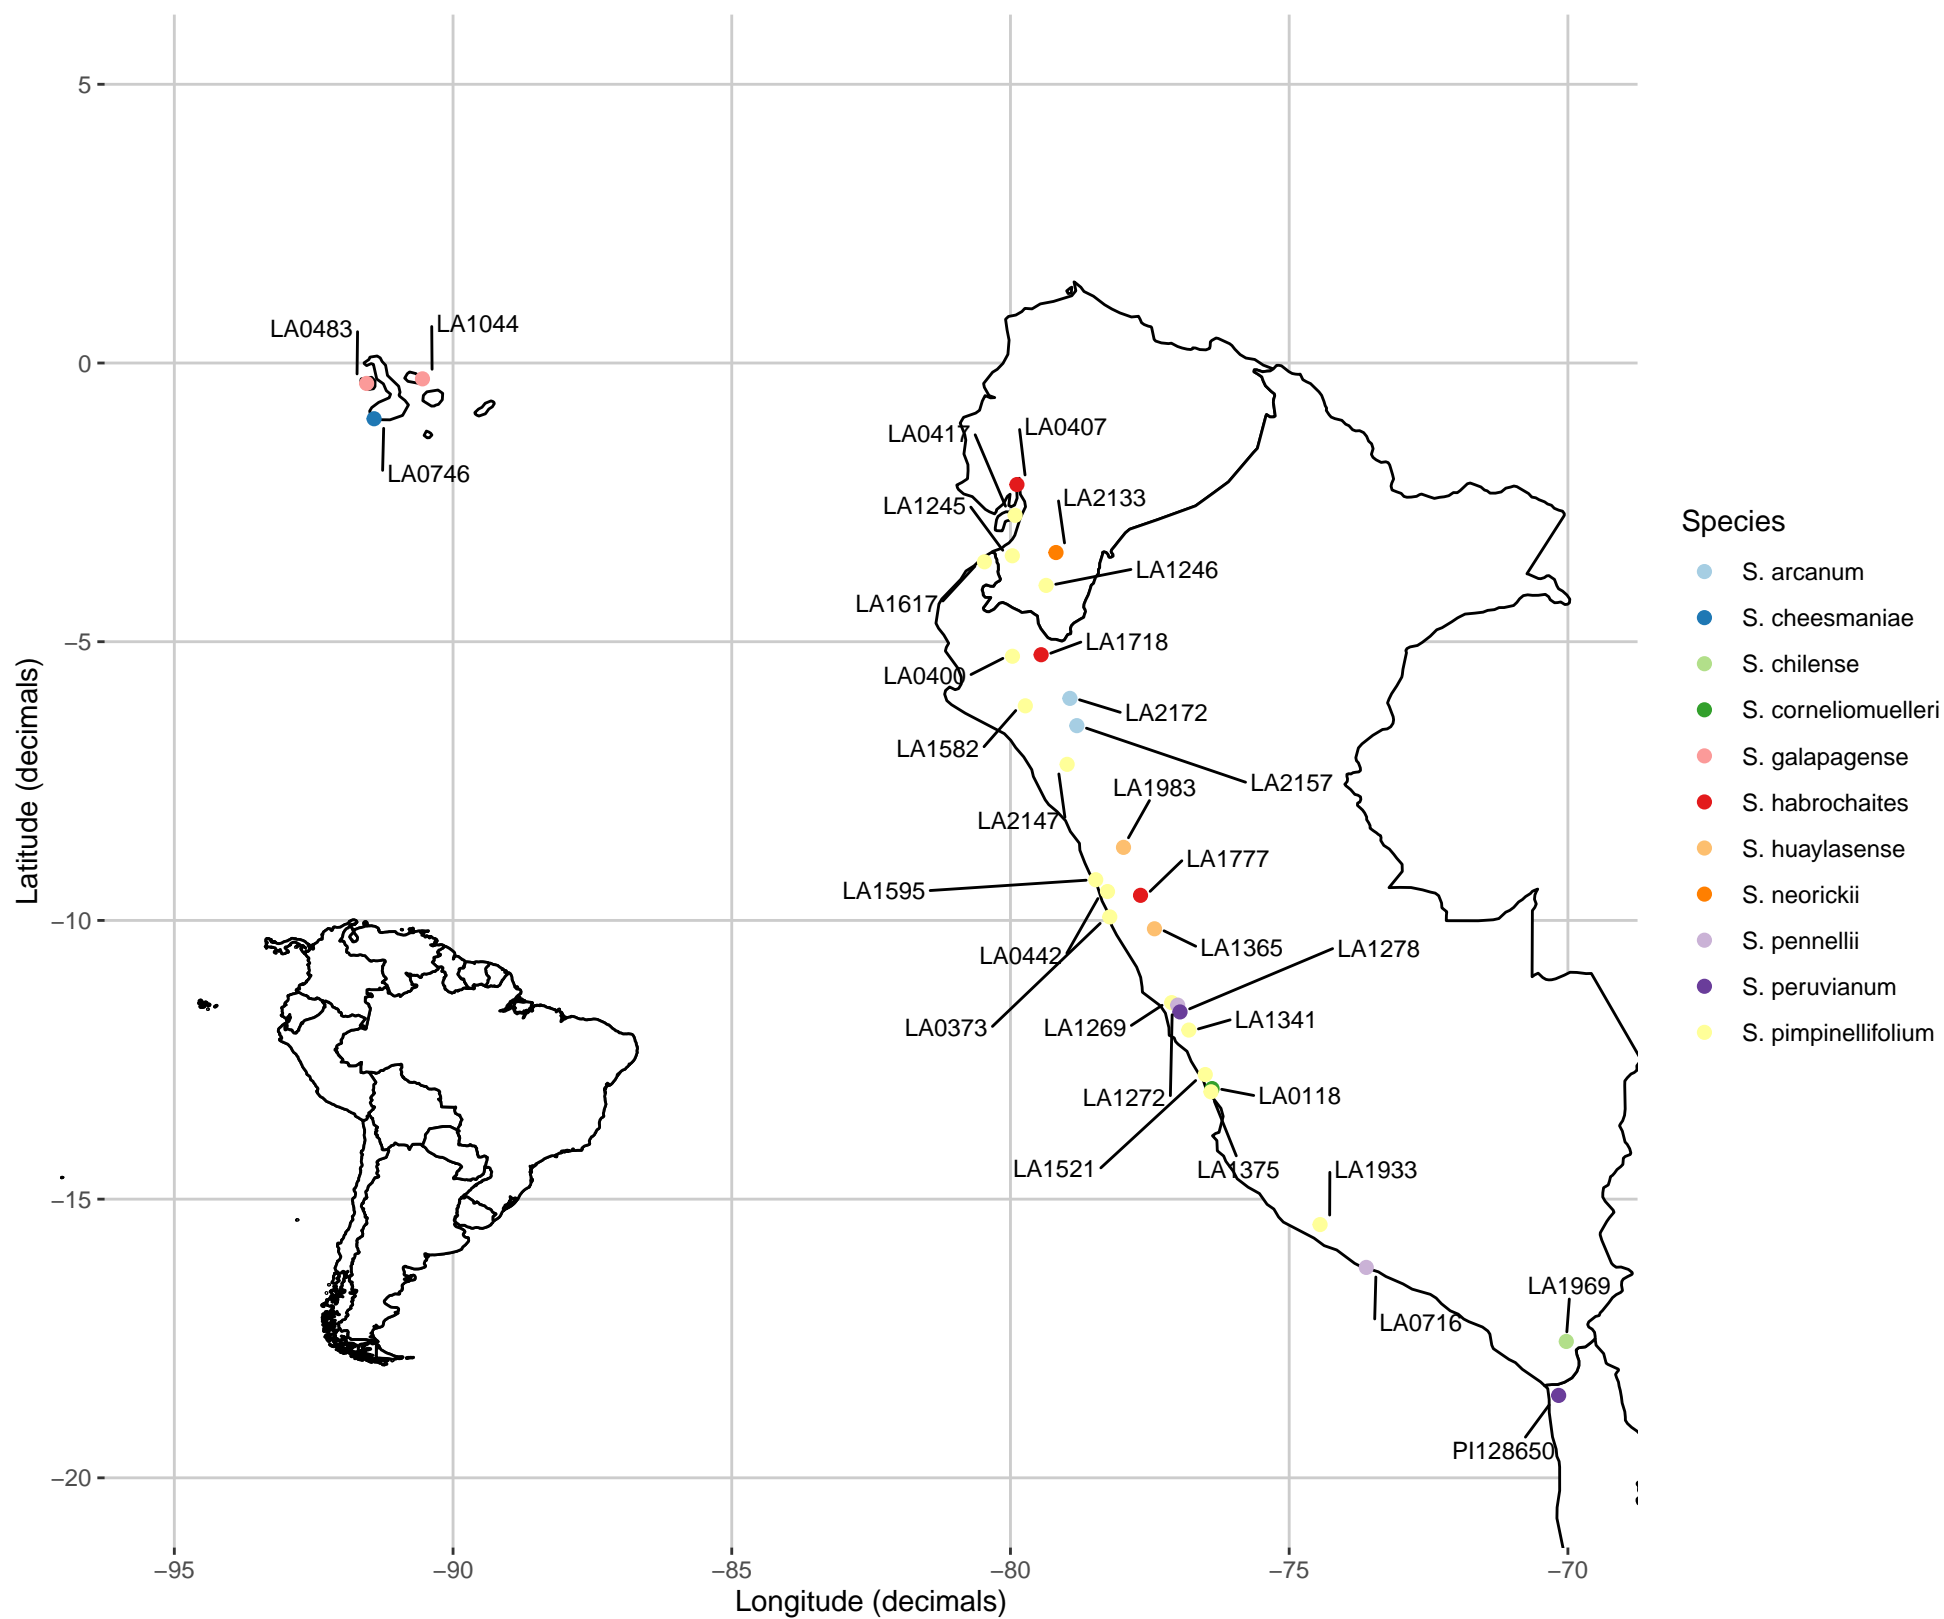 5
0
−5
−10
−15
−20
Latitude (decimals)
−95
−90
−85
−80
−75
−70
Longitude (decimals)
LA0483
LA1044
LA0746
LA0417
LA0407
LA1245
LA2133
LA1246
LA1617
LA1718
LA0400
LA2172
LA1582
LA2157
LA1983
LA2147
LA1777
LA1595
LA0442
LA1365
LA1278
LA0373
LA1269
LA1341
LA1272
LA0118
LA1521
LA1375
LA1933
LA1969
LA0716
PI128650
Species
S. arcanum
S. cheesmaniae
S. chilense
S. corneliomuelleri
S. galapagense
S. habrochaites
S. huaylasense
S. neorickii
S. pennellii
S. peruvianum
S. pimpinellifolium